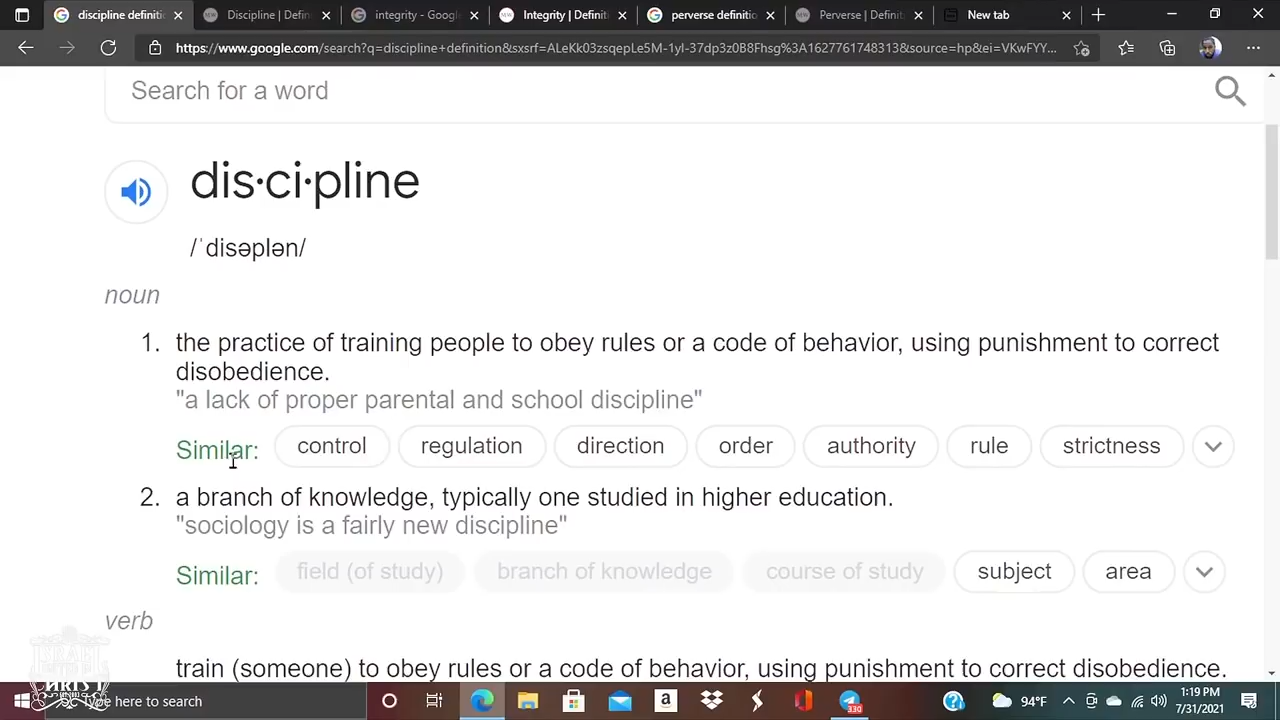 discipline definiti
Discipline | Defin
integrity - Googl
Integrity | Definit
perverse definitio
Perverse | Definiti
New tab
https://www.google.com/search?q=discipline+definition&sxsrf=ALeKk03zsqepLe5M-1yl-37dp3z0B8Fhsg%3A1627761748313&source=hp&ei=VKwFYY...
Search for a word
dis·ci·pline
/ˈdisəplən/
noun
1. the practice of training people to obey rules or a code of behavior, using punishment to correct
disobedience.
"a lack of proper parental and school discipline"
Similar: control regulation direction order authority rule strictness
2. a branch of knowledge, typically one studied in higher education.
"sociology is a fairly new discipline"
Similar: field (of study) branch of knowledge course of study subject area
verb
train (someone) to obey rules or a code of behavior, using punishment to correct disobedience.
Type here to search
330
94°F
1:19 PM
7/31/2021